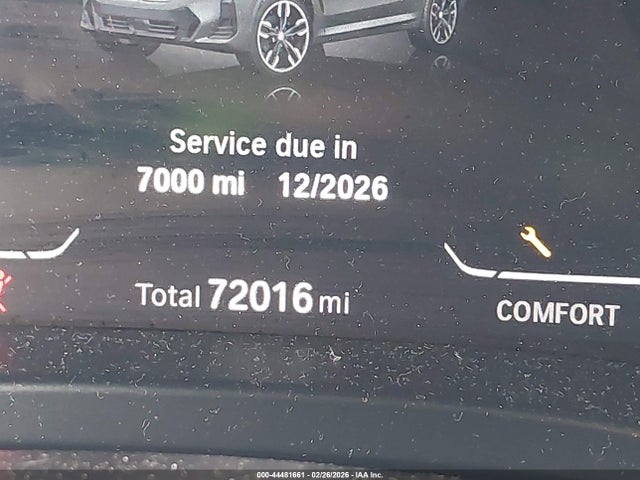 Service due in
7000 mi 12/2026
Total 72016 mi
COMFORT
000-44481661 - 02/26/2026 - IAA Inc.